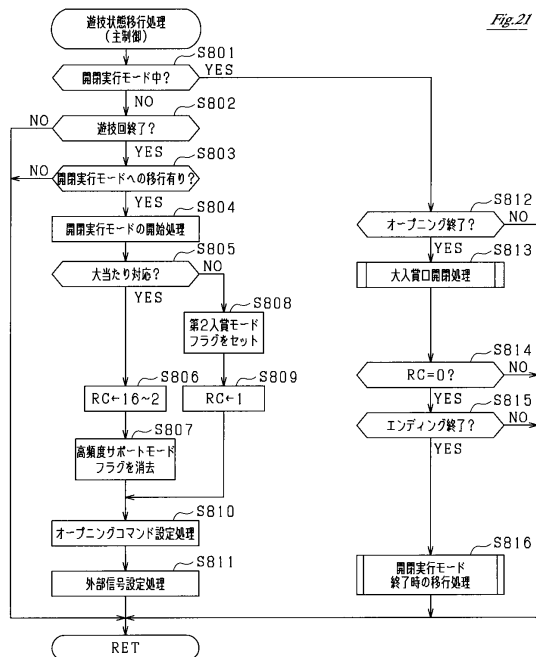 Fig.21
遊技状態移行処理
(主制御)
S801
開閉実行モード中?
YES
NO
S802
NO
遊技回終了?
YES
S803
NO
開閉実行モードへの移行有り?
YES
S804
開閉実行モードの開始処理
S805
大当たり対応?
NO
YES
S808
第2入賞モード
フラグをセット
S806
RC←16~2
S809
RC←1
S807
高頻度サポートモード
フラグを消去
S810
オープニングコマンド設定処理
S811
外部信号設定処理
S812
オープニング終了?
NO
YES
S813
大入賞口開閉処理
S814
RC=0?
NO
YES
S815
エンディング終了?
NO
YES
S816
開閉実行モード
終了時の移行処理
RET